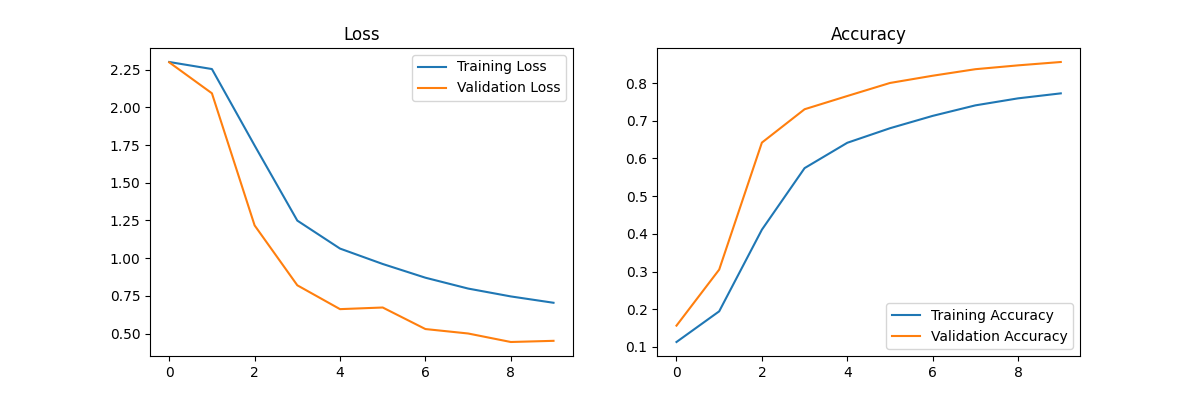 Loss
2.25
2.00
1.75
1.50
1.25
1.00
0.75
0.50
0 2 4 6 8
Training Loss
Validation Loss
Accuracy
0.8
0.7
0.6
0.5
0.4
0.3
0.2
0.1
0 2 4 6 8
Training Accuracy
Validation Accuracy